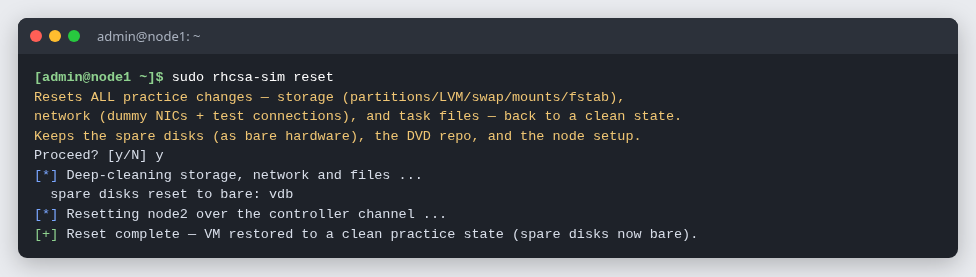 admin@node1: ~
[admin@node1 ~]$ sudo rhcsa-sim reset
Resets ALL practice changes — storage (partitions/LVM/swap/mounts/fstab),
network (dummy NICs + test connections), and task files — back to a clean state.
Keeps the spare disks (as bare hardware), the DVD repo, and the node setup.
Proceed? [y/N] y
[*] Deep-cleaning storage, network and files ...
  spare disks reset to bare: vdb
[*] Resetting node2 over the controller channel ...
[+] Reset complete — VM restored to a clean practice state (spare disks now bare).